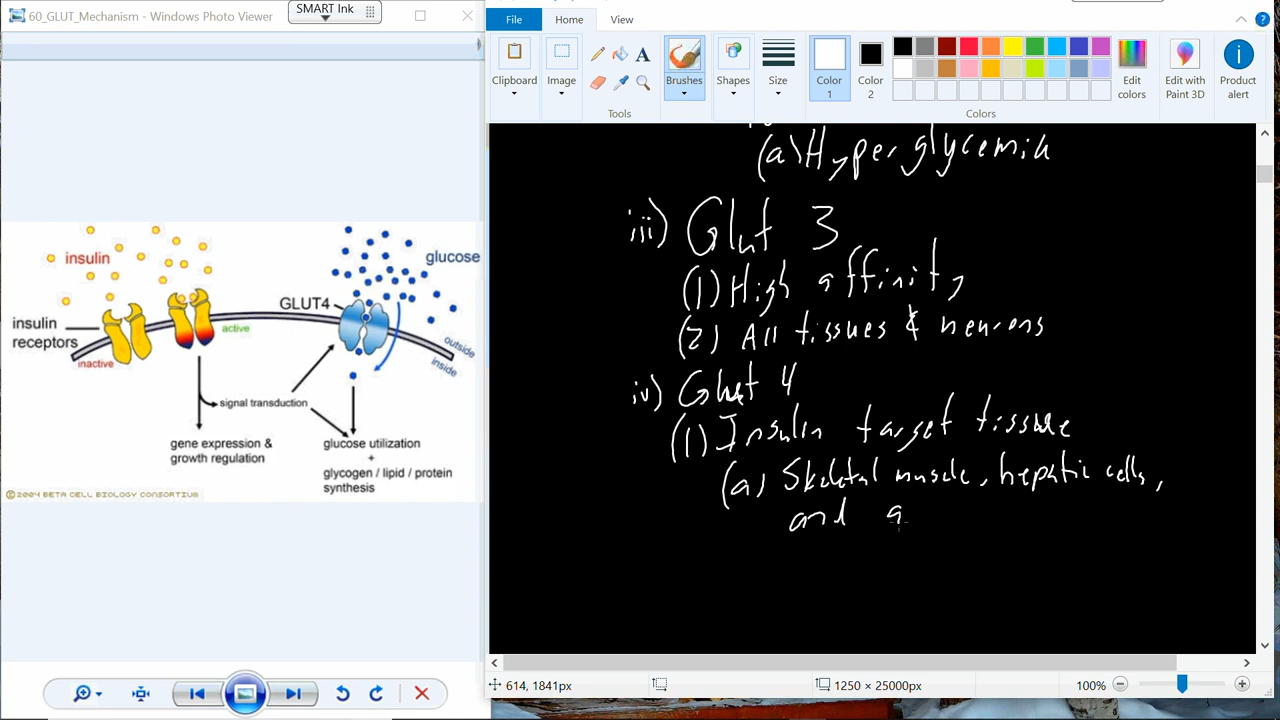 60_GLUT_Mechanism - Windows Photo Viewer
SMART Ink
insulin
glucose
GLUT4
insulin
receptors
active
inactive
outside
inside
signal transduction
gene expression &
growth regulation
glucose utilization
+
glycogen / lipid / protein
synthesis
©2004 BETA CELL BIOLOGY CONSORTIUM
File Home View
Clipboard
Image
Tools
Brushes
Shapes
Size
Color
1
Color
2
Edit
colors
Colors
Edit with
Paint 3D
Product
alert
(a) Hyperglycemia
iii) Glut 3
(1) High affinity
(2) All tissues & neurons
iv) Glut 4
(1) Insulin target tissue
(a) Skeletal muscle, hepatic cells,
and a
614, 1841px
1250 × 25000px
100%